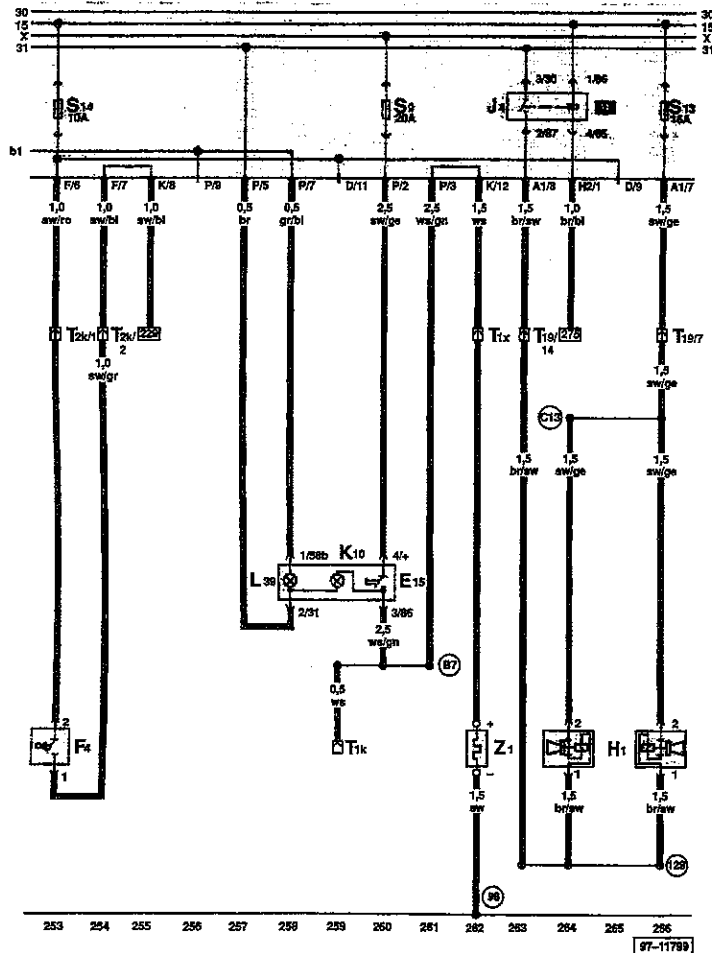 30 30
15 15
X X
31 31
3/30 1/86
S14 S9 J4 S13
10A 20A 15A
2/87 4/85
b1
F/6 F/7 K/8 P/9 P/5 P/7 D/11 P/2 P/3 K/12 A1/8 H2/1 D/9 A1/7
1,0 1,0 1,0 0,5 0,5 2,5 2,5 1,5 1,5 1,0 1,5
sw/ro sw/bl sw/bl br gr/bl sw/ge ws/gn ws br/sw br/bl sw/ge
T2k/1 T2k/2 229 T1x T19/14 275 T19/7
1,0 1,5
sw/gr sw/ge
C13
1,5 1,5 1,5
br/sw sw/ge sw/ge
1/58b K10 4/+
L39 E15
2/31 3/86
2,5
ws/gn
B7
0,5
ws
2 + 2 2
F4 T1k Z1 H1
1 – 1 1
1,5 1,5 1,5
sw br/sw br/sw
129
98
253 254 255 256 257 258 259 260 261 262 263 264 265 266
97-11799